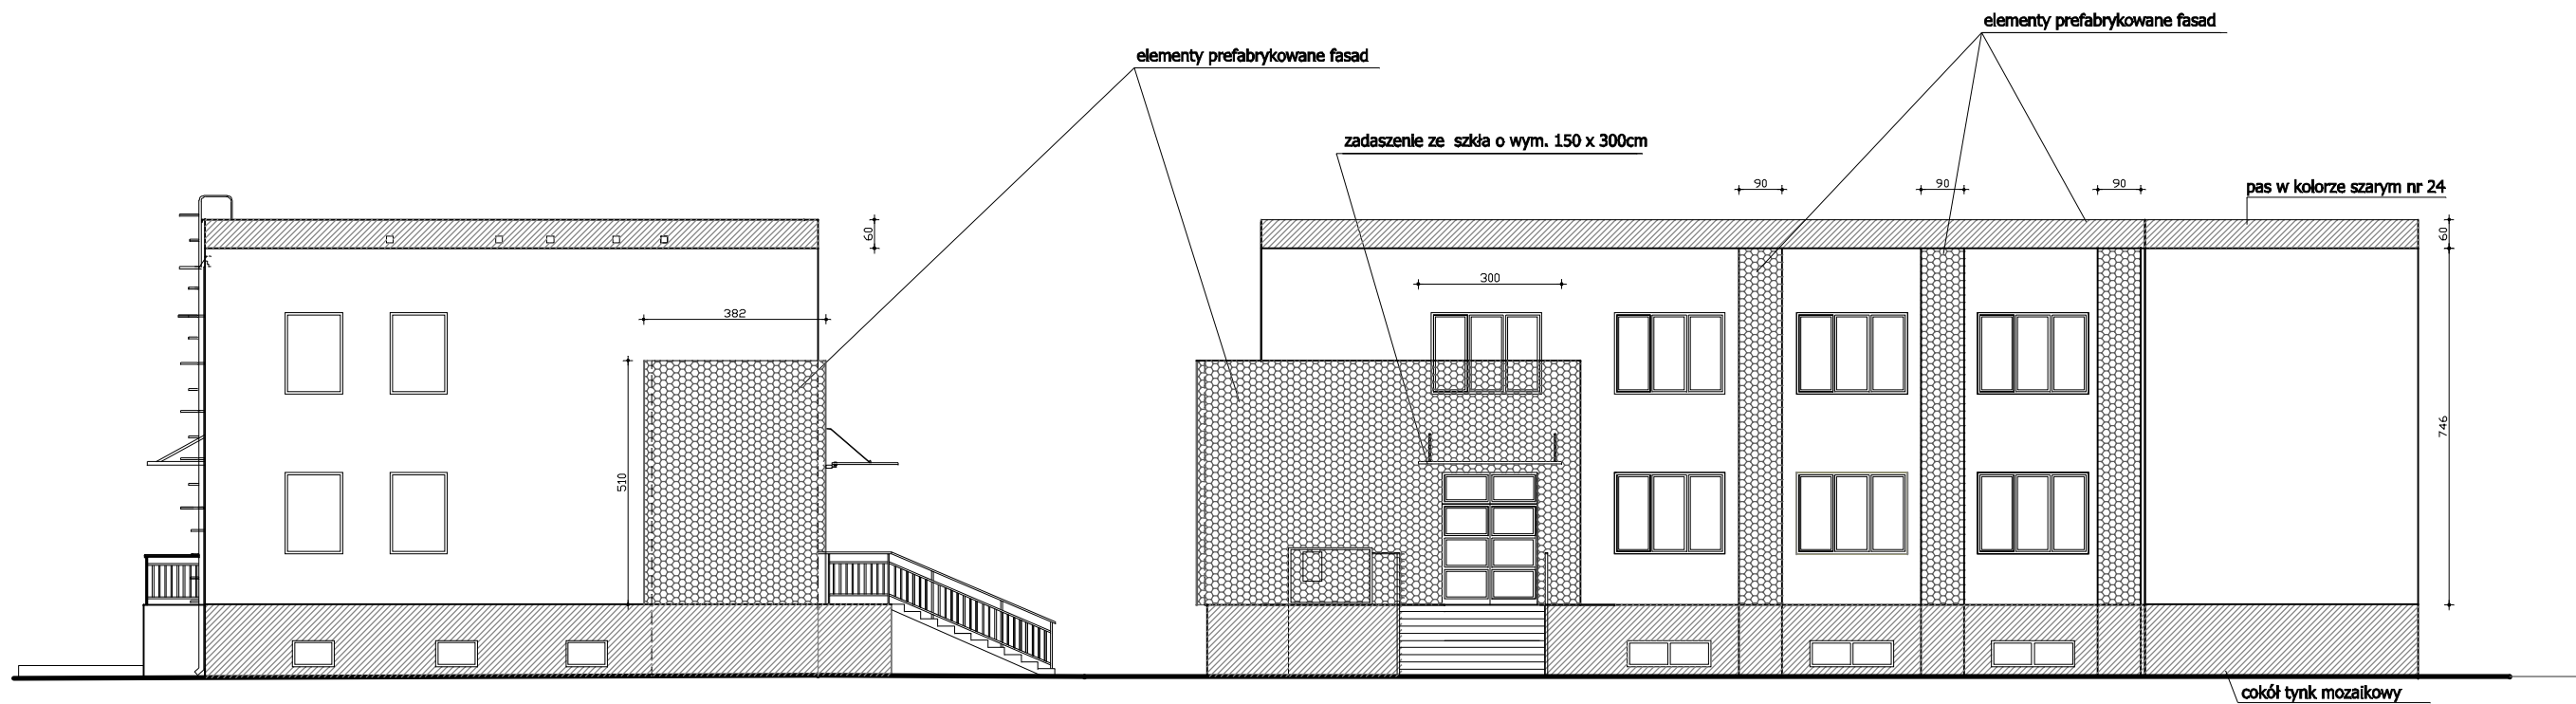 elementy prefabrykowane fasad
elementy prefabrykowane fasad
zadaszenie ze szkła o wym. 150 x 300cm
90
90
90
pas w kolorze szarym nr 24
60
60
300
382
746
510
cokół tynk mozaikowy